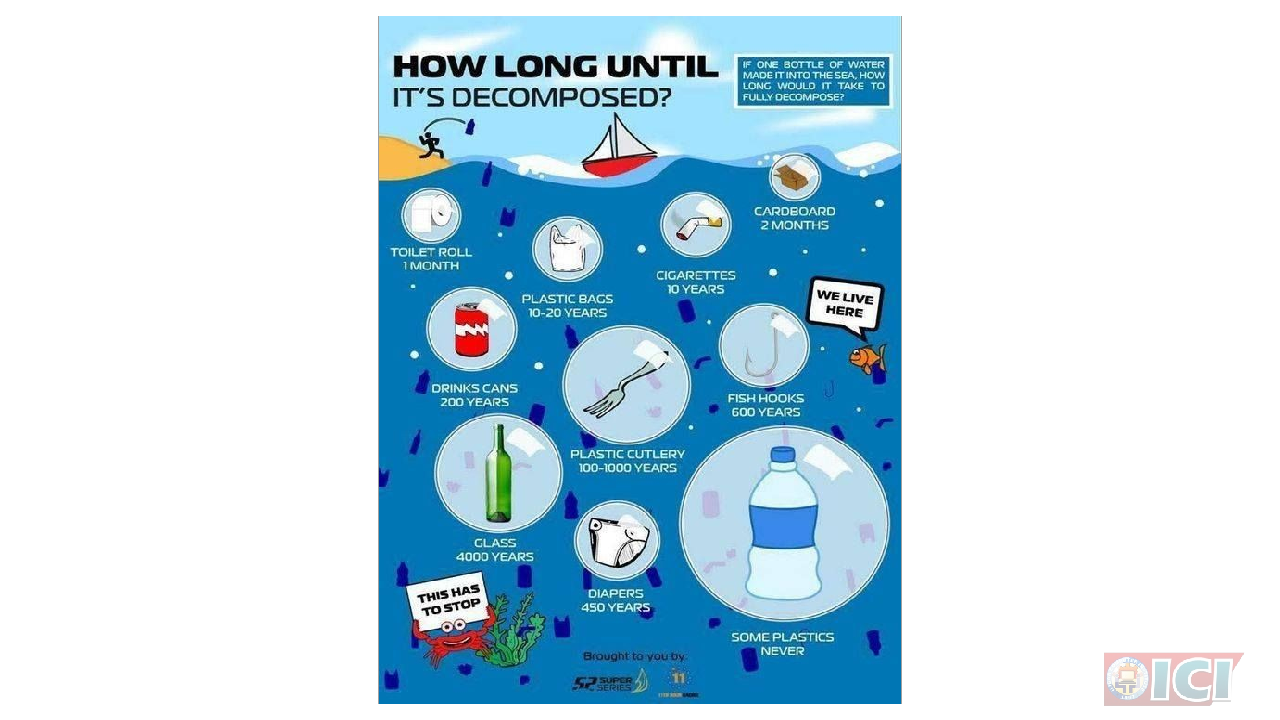 HOW LONG UNTIL
IT'S DECOMPOSED?
IF ONE BOTTLE OF WATER
MADE IT INTO THE SEA, HOW
LONG WOULD IT TAKE TO
FULLY DECOMPOSE?
CARDBOARD
2 MONTHS
TOILET ROLL
1 MONTH
CIGARETTES
10 YEARS
PLASTIC BAGS
10-20 YEARS
WE LIVE
HERE
DRINKS CANS
200 YEARS
FISH HOOKS
600 YEARS
PLASTIC CUTLERY
100-1000 YEARS
GLASS
4000 YEARS
DIAPERS
450 YEARS
THIS HAS
TO STOP
SOME PLASTICS
NEVER
Brought to you by:
52 SUPER
SERIES
11
ICI